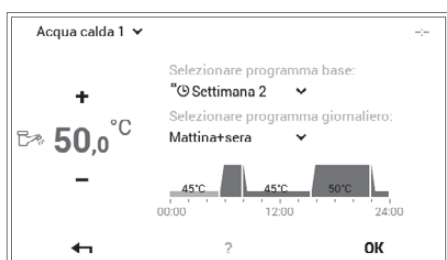 Acqua calda 1
-:-
Selezionare programma base:
Settimana 2
Selezionare programma giornaliero:
Mattina+sera
+
50,0°C
−
45°C 45°C 50°C
00:00 12:00 24:00
? OK